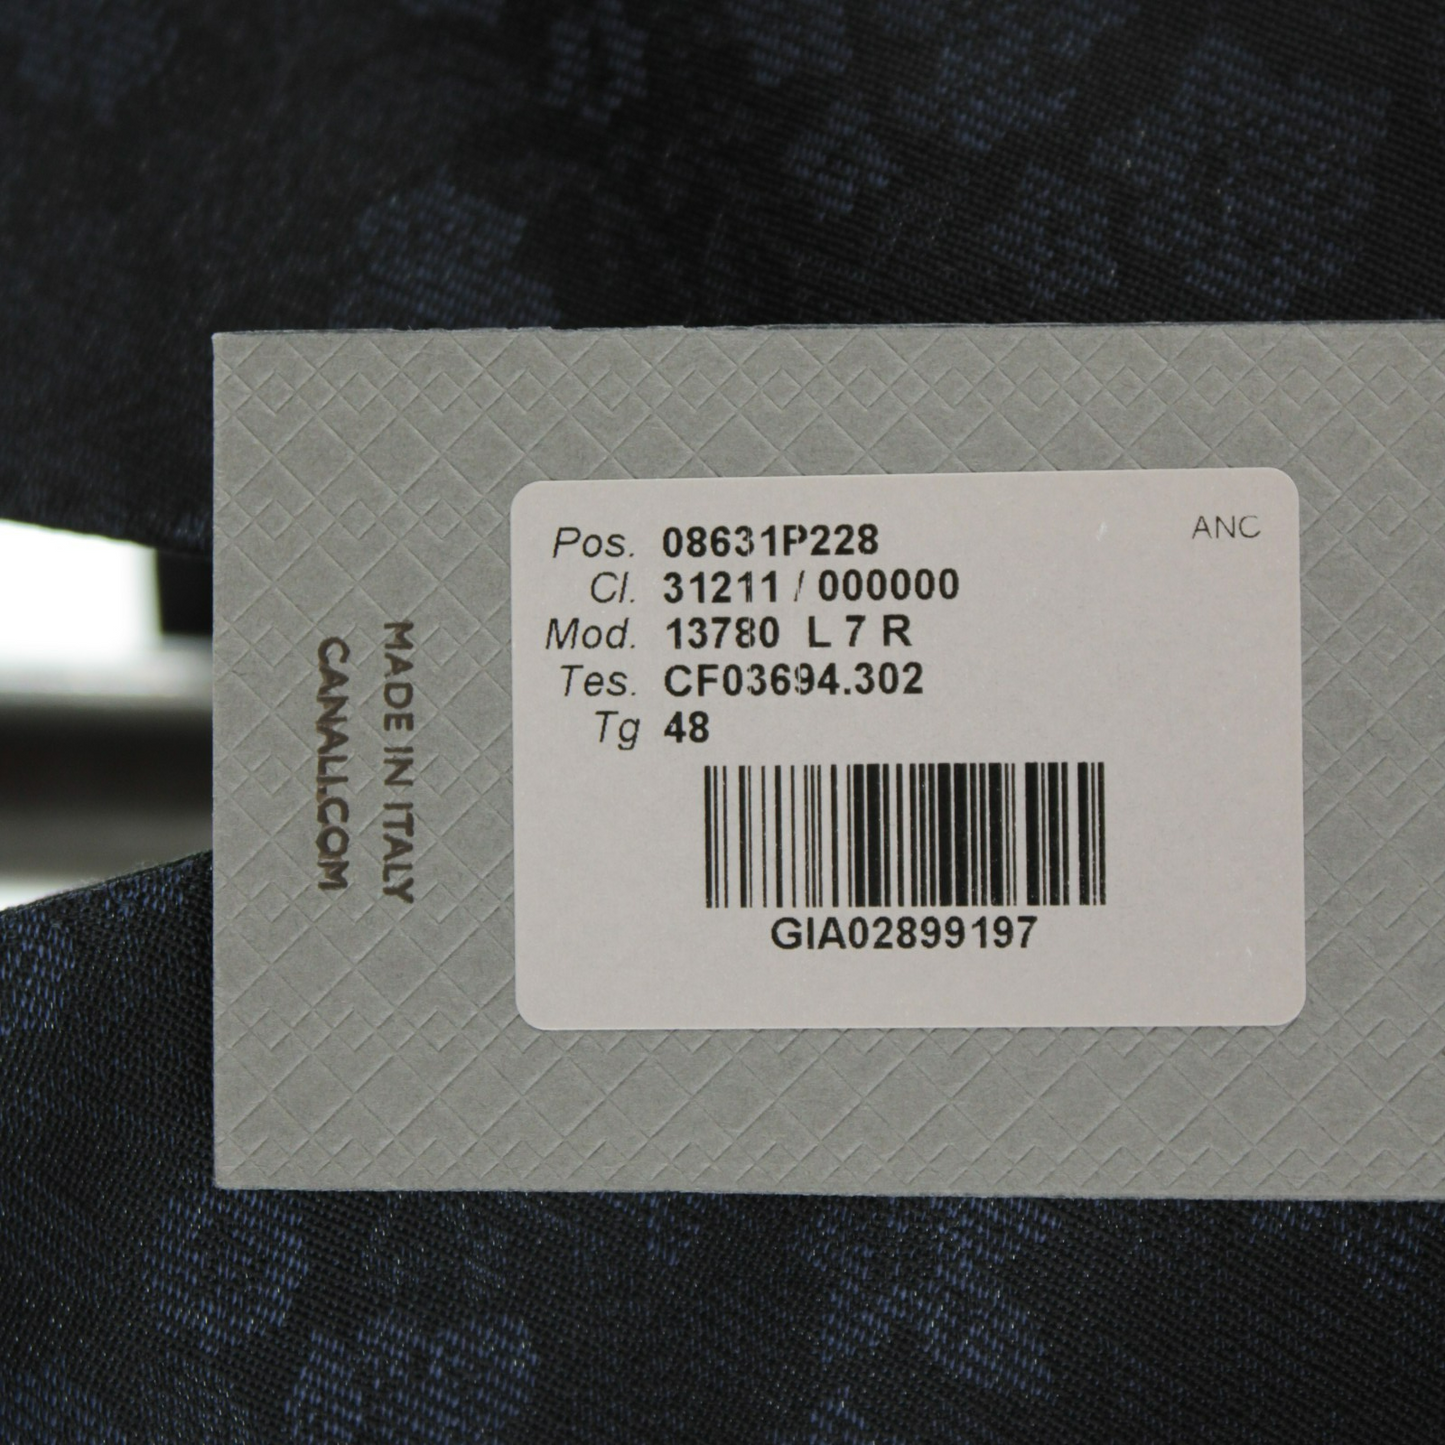 MADE IN ITALY
CANALI.COM
ANC
Pos. 08631P228
Cl. 31211 / 000000
Mod. 13780 L 7 R
Tes. CF03694.302
Tg 48
GIA02899197